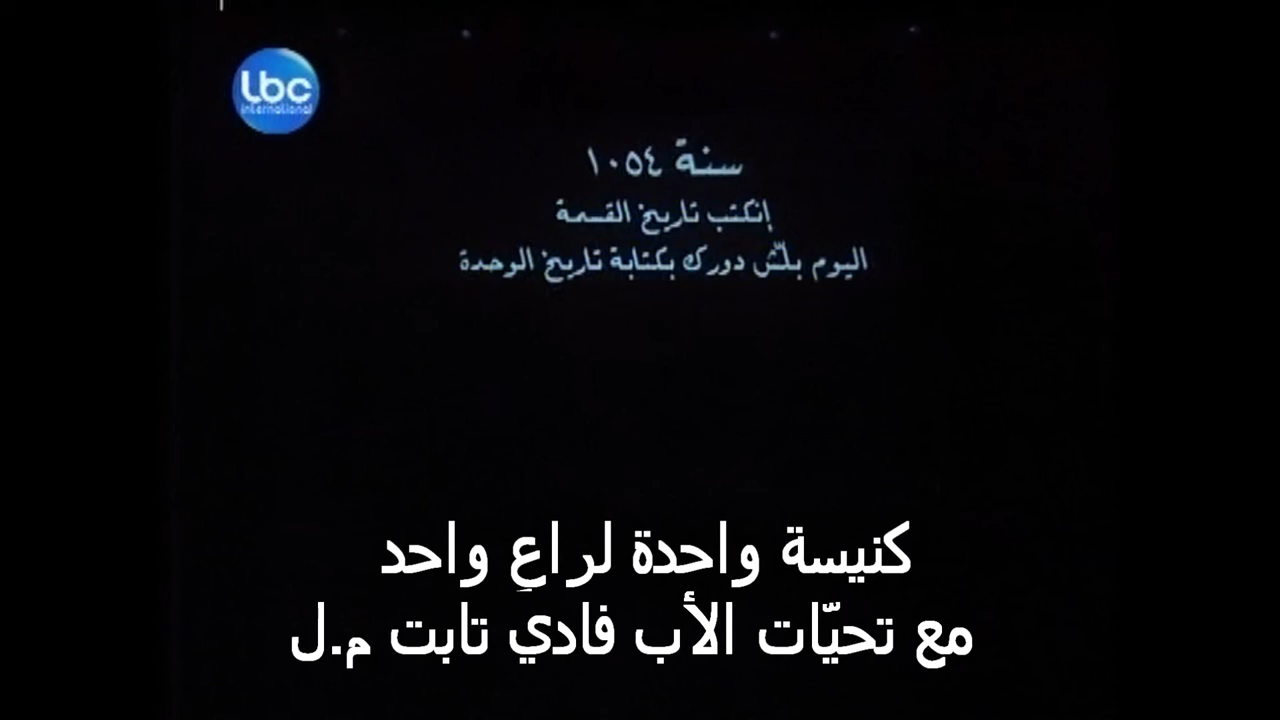 lbc
international
سنة ١٠٥٤
إنكتب تاريخ القسمة
اليوم بلّش دورك بكتابة تاريخ الوحدة
كنيسة واحدة لراعٍ واحد
مع تحيّات الأب فادي تابت م.ل